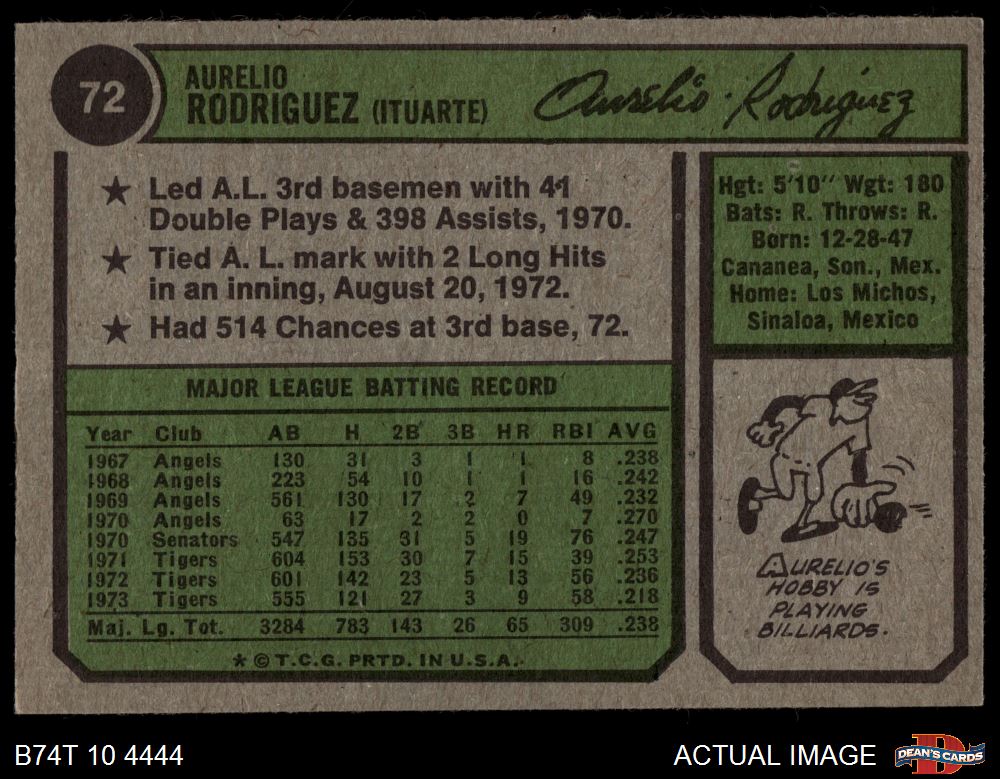 72
AURELIO
RODRIGUEZ (ITUARTE)
Aurelio Rodriguez
★ Led A.L. 3rd basemen with 41
Double Plays & 398 Assists, 1970.
★ Tied A. L. mark with 2 Long Hits
in an inning, August 20, 1972.
★ Had 514 Chances at 3rd base, 72.
Hgt: 5'10" Wgt: 180
Bats: R. Throws: R.
Born: 12-28-47
Cananea, Son., Mex.
Home: Los Michos,
Sinaloa, Mexico
MAJOR LEAGUE BATTING RECORD
Year Club AB H 2B 3B HR RBI AVG
1967 Angels 130 31 3 1 1 8 .238
1968 Angels 223 54 10 1 1 16 .242
1969 Angels 561 130 17 2 7 49 .232
1970 Angels 63 17 2 2 0 7 .270
1970 Senators 547 135 31 5 19 76 .247
1971 Tigers 604 153 30 7 15 39 .253
1972 Tigers 601 142 23 5 13 56 .236
1973 Tigers 555 121 27 3 9 58 .218
Maj. Lg. Tot. 3284 783 143 26 65 309 .238
★ © T.C.G. PRTD. IN U.S.A.
AURELIO'S
HOBBY IS
PLAYING
BILLIARDS.
B74T 10 4444
ACTUAL IMAGE
D
DEAN'S CARDS